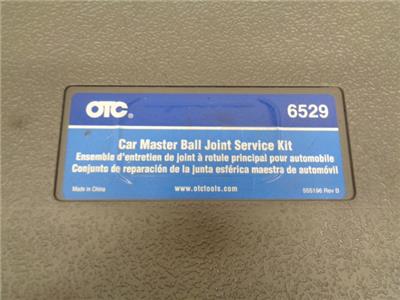 OTC® 6529
Car Master Ball Joint Service Kit
Ensemble d'entretien de joint à rotule principal pour automobile
Conjunto de reparación de la junta esférica maestra de automóvil
Made in China www.otctools.com 555196 Rev B